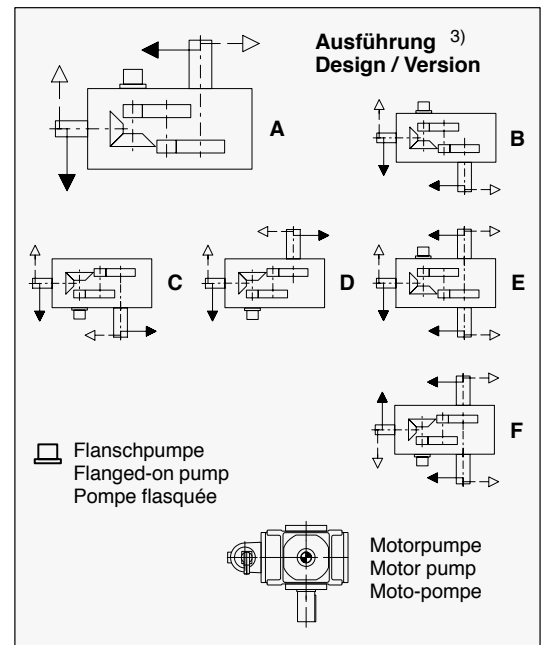 Ausführung 3)
Design / Version
A
B
C
D
E
F
Flanschpumpe
Flanged-on pump
Pompe flasquée
Motorpumpe
Motor pump
Moto-pompe